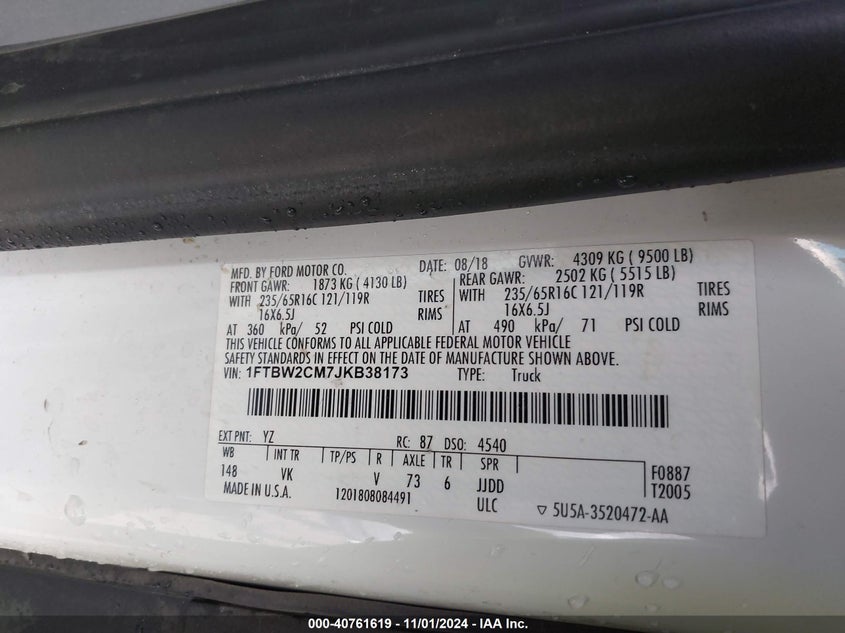 MFD. BY FORD MOTOR CO. DATE: 08/18 GVWR: 4309 KG ( 9500 LB)
FRONT GAWR: 1873 KG ( 4130 LB) REAR GAWR: 2502 KG ( 5515 LB)
WITH 235/65R16C 121/119R TIRES WITH 235/65R16C 121/119R TIRES
16X6.5J RIMS 16X6.5J RIMS
AT 360 kPa/ 52 PSI COLD AT 490 kPa/ 71 PSI COLD
THIS VEHICLE CONFORMS TO ALL APPLICABLE FEDERAL MOTOR VEHICLE
SAFETY STANDARDS IN EFFECT ON THE DATE OF MANUFACTURE SHOWN ABOVE.
VIN: 1FTBW2CM7JKB38173 TYPE: Truck
EXT PNT: YZ RC: 87 DSO: 4540
WB INT TR TP/PS R AXLE TR SPR F0887
148 VK V 73 6 JJDD T2005
MADE IN U.S.A. 1201808084491 ULC ▽ 5U5A-3520472-AA
000-40761619 - 11/01/2024 - IAA Inc.